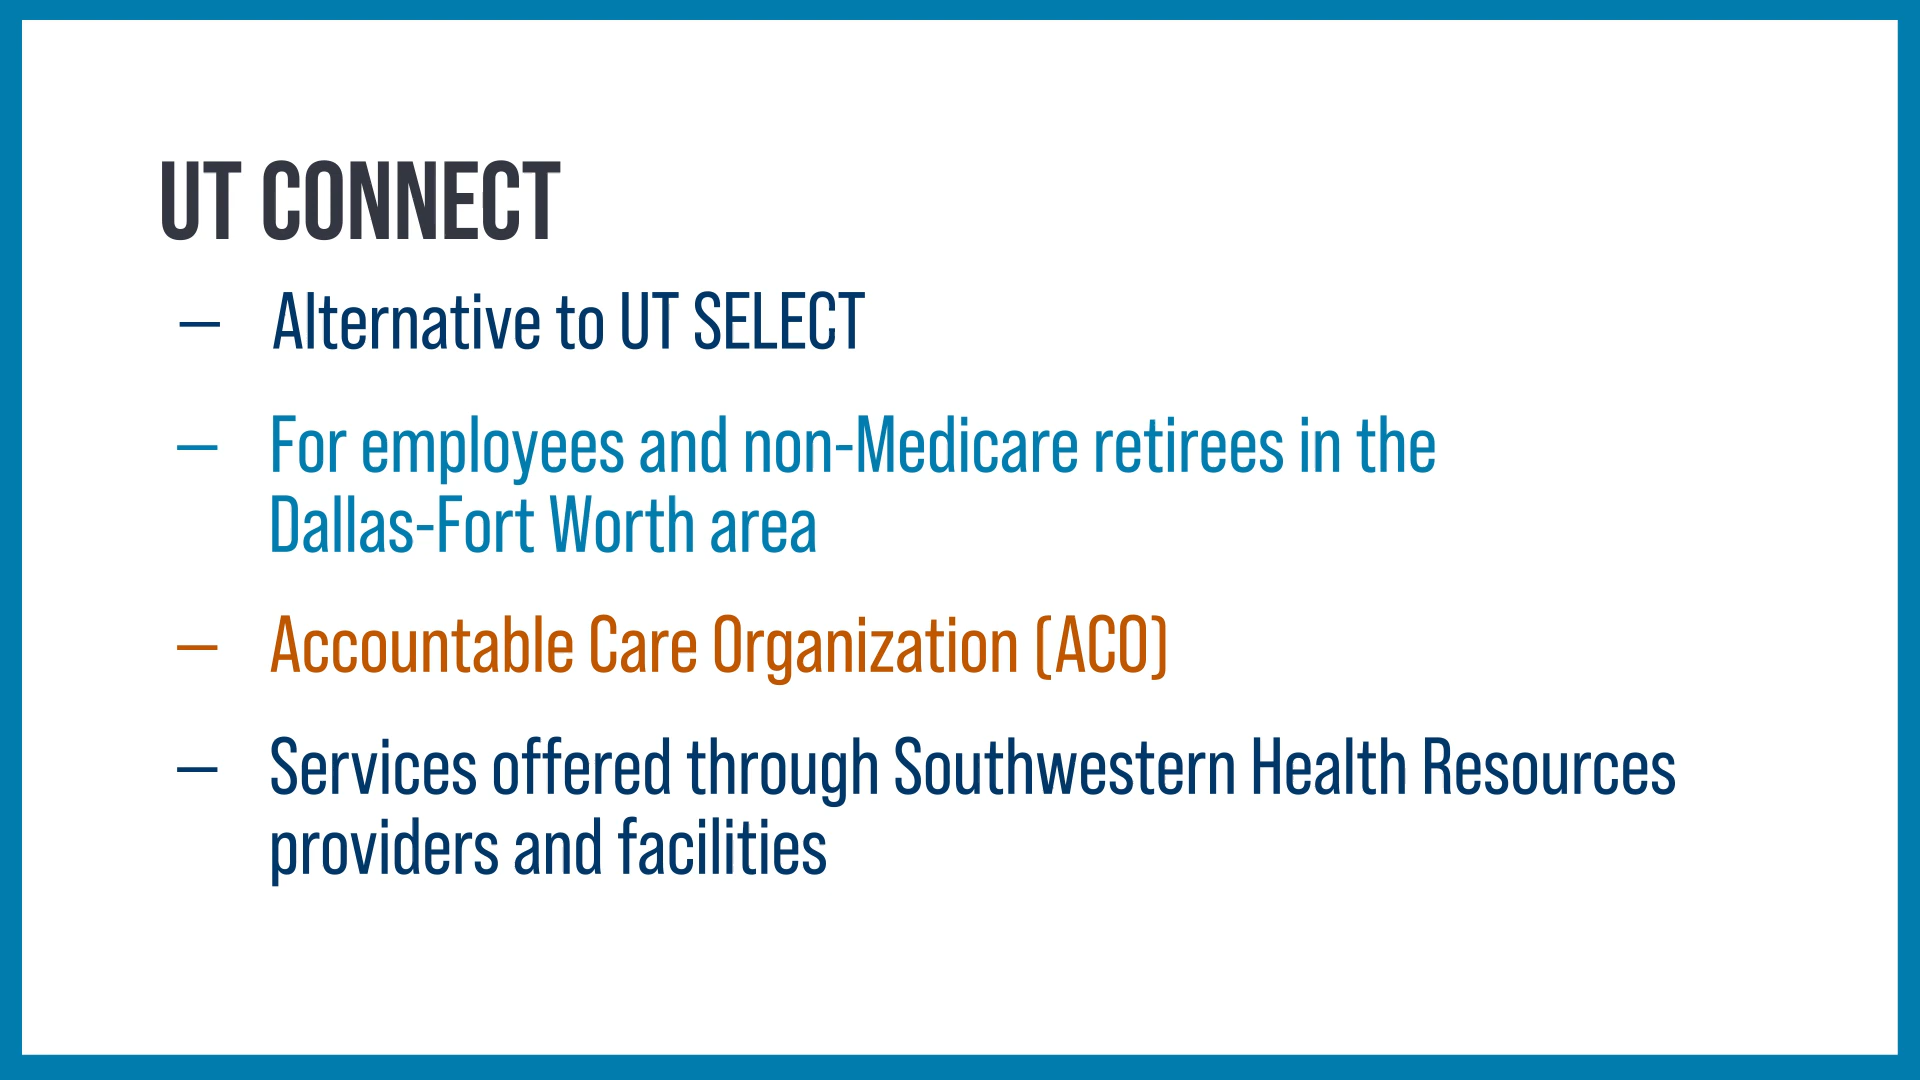 UT CONNECT
– Alternative to UT SELECT
– For employees and non-Medicare retirees in the
Dallas-Fort Worth area
– Accountable Care Organization (ACO)
– Services offered through Southwestern Health Resources
providers and facilities